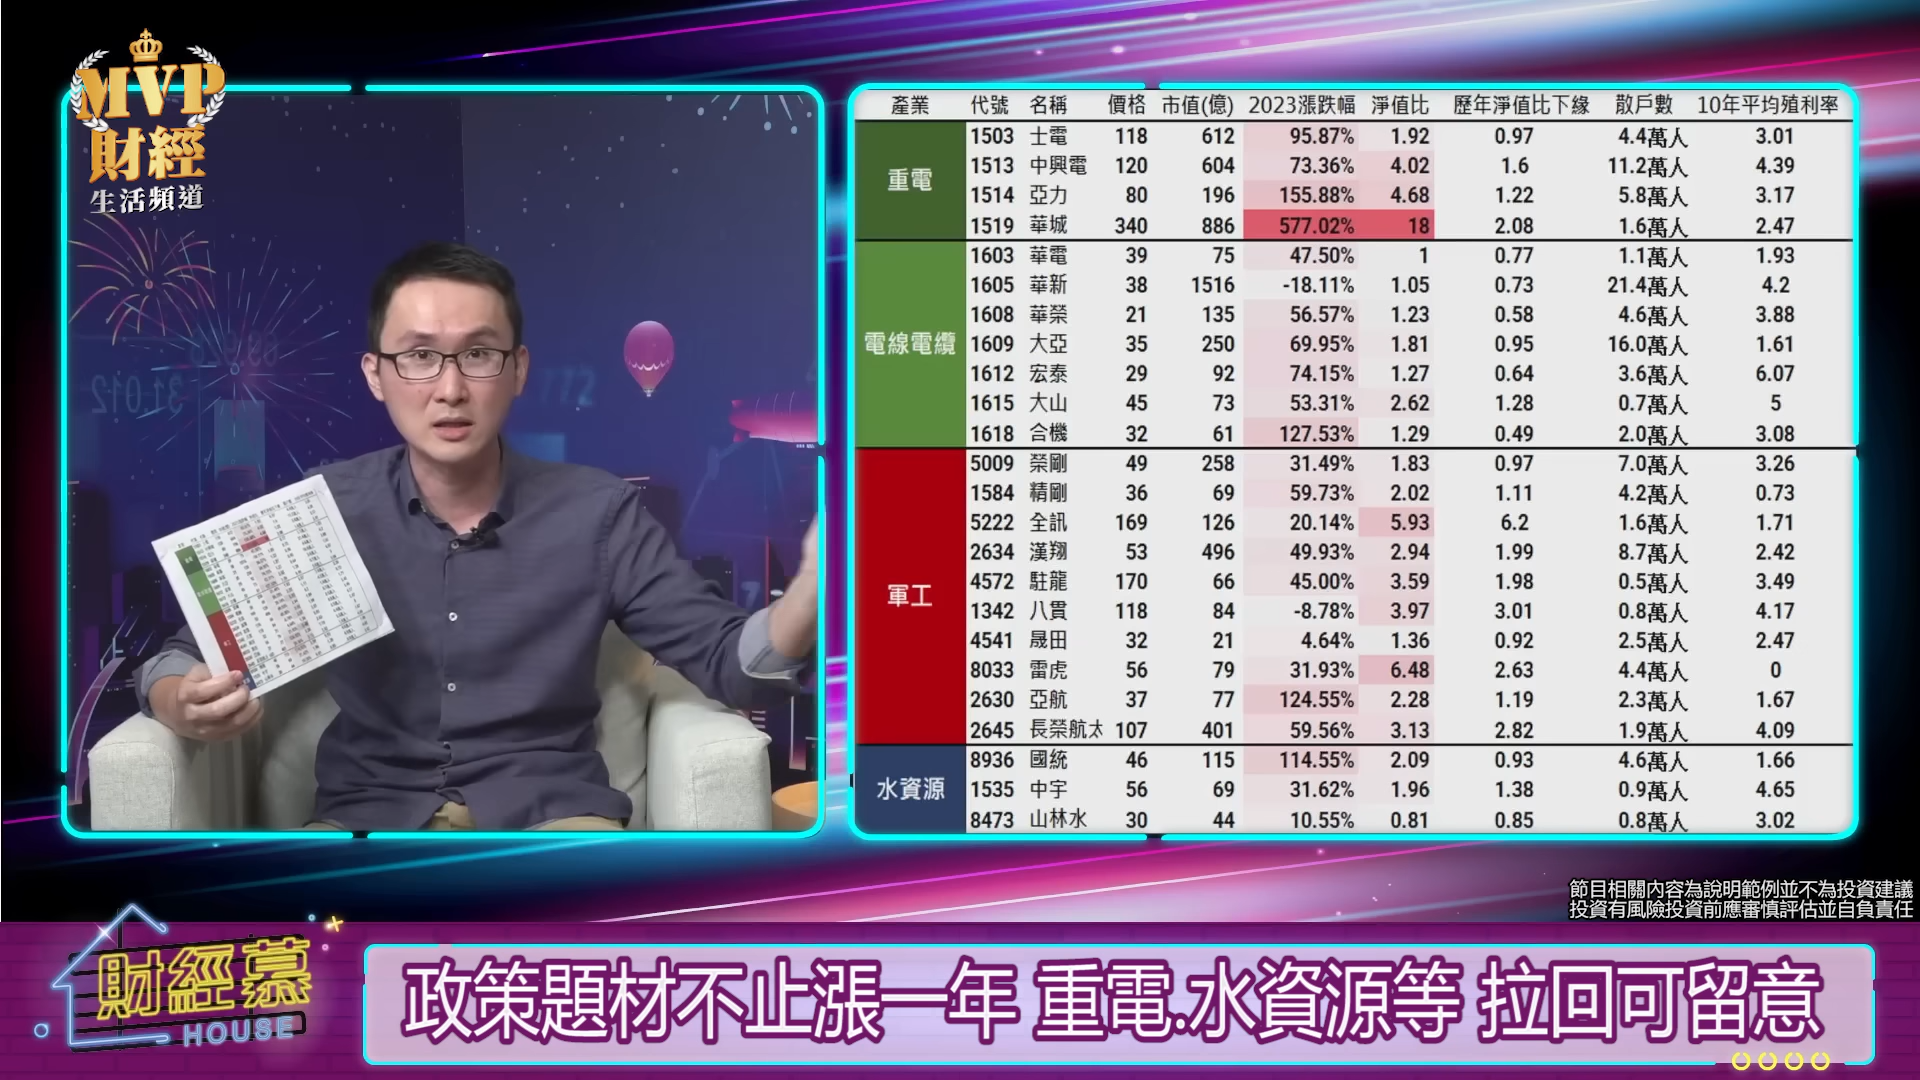 MVP
財經
生活頻道
產業 代號 名稱 價格 市值(億) 2023漲跌幅 淨值比 歷年淨值比下緣 散戶數 10年平均殖利率
重電
1503 士電 118 612 95.87% 1.92 0.97 4.4萬人 3.01
1513 中興電 120 604 73.36% 4.02 1.6 11.2萬人 4.39
1514 亞力 80 196 155.88% 4.68 1.22 5.8萬人 3.17
1519 華城 340 886 577.02% 18 2.08 1.6萬人 2.47
電線電纜
1603 華電 39 75 47.50% 1 0.77 1.1萬人 1.93
1605 華新 38 1516 -18.11% 1.05 0.73 21.4萬人 4.2
1608 華榮 21 135 56.57% 1.23 0.58 4.6萬人 3.88
1609 大亞 35 250 69.95% 1.81 0.95 16.0萬人 1.61
1612 宏泰 29 92 74.15% 1.27 0.64 3.6萬人 6.07
1615 大山 45 73 53.31% 2.62 1.28 0.7萬人 5
1618 合機 32 61 127.53% 1.29 0.49 2.0萬人 3.08
軍工
5009 榮剛 49 258 31.49% 1.83 0.97 7.0萬人 3.26
1584 精剛 36 69 59.73% 2.02 1.11 4.2萬人 0.73
5222 全訊 169 126 20.14% 5.93 6.2 1.6萬人 1.71
2634 漢翔 53 496 49.93% 2.94 1.99 8.7萬人 2.42
4572 駐龍 170 66 45.00% 3.59 1.98 0.5萬人 3.49
1342 八貫 118 84 -8.78% 3.97 3.01 0.8萬人 4.17
4541 晟田 32 21 4.64% 1.36 0.92 2.5萬人 2.47
8033 雷虎 56 79 31.93% 6.48 2.63 4.4萬人 0
2630 亞航 37 77 124.55% 2.28 1.19 2.3萬人 1.67
2645 長榮航太 107 401 59.56% 3.13 2.82 1.9萬人 4.09
水資源
8936 國統 46 115 114.55% 2.09 0.93 4.6萬人 1.66
1535 中宇 56 69 31.62% 1.96 1.38 0.9萬人 4.65
8473 山林水 30 44 10.55% 0.81 0.85 0.8萬人 3.02
節目相關內容為說明範例並不為投資建議
投資有風險投資前應審慎評估並自負責任
財經慕
HOUSE
政策題材不止漲一年 重電.水資源等 拉回可留意